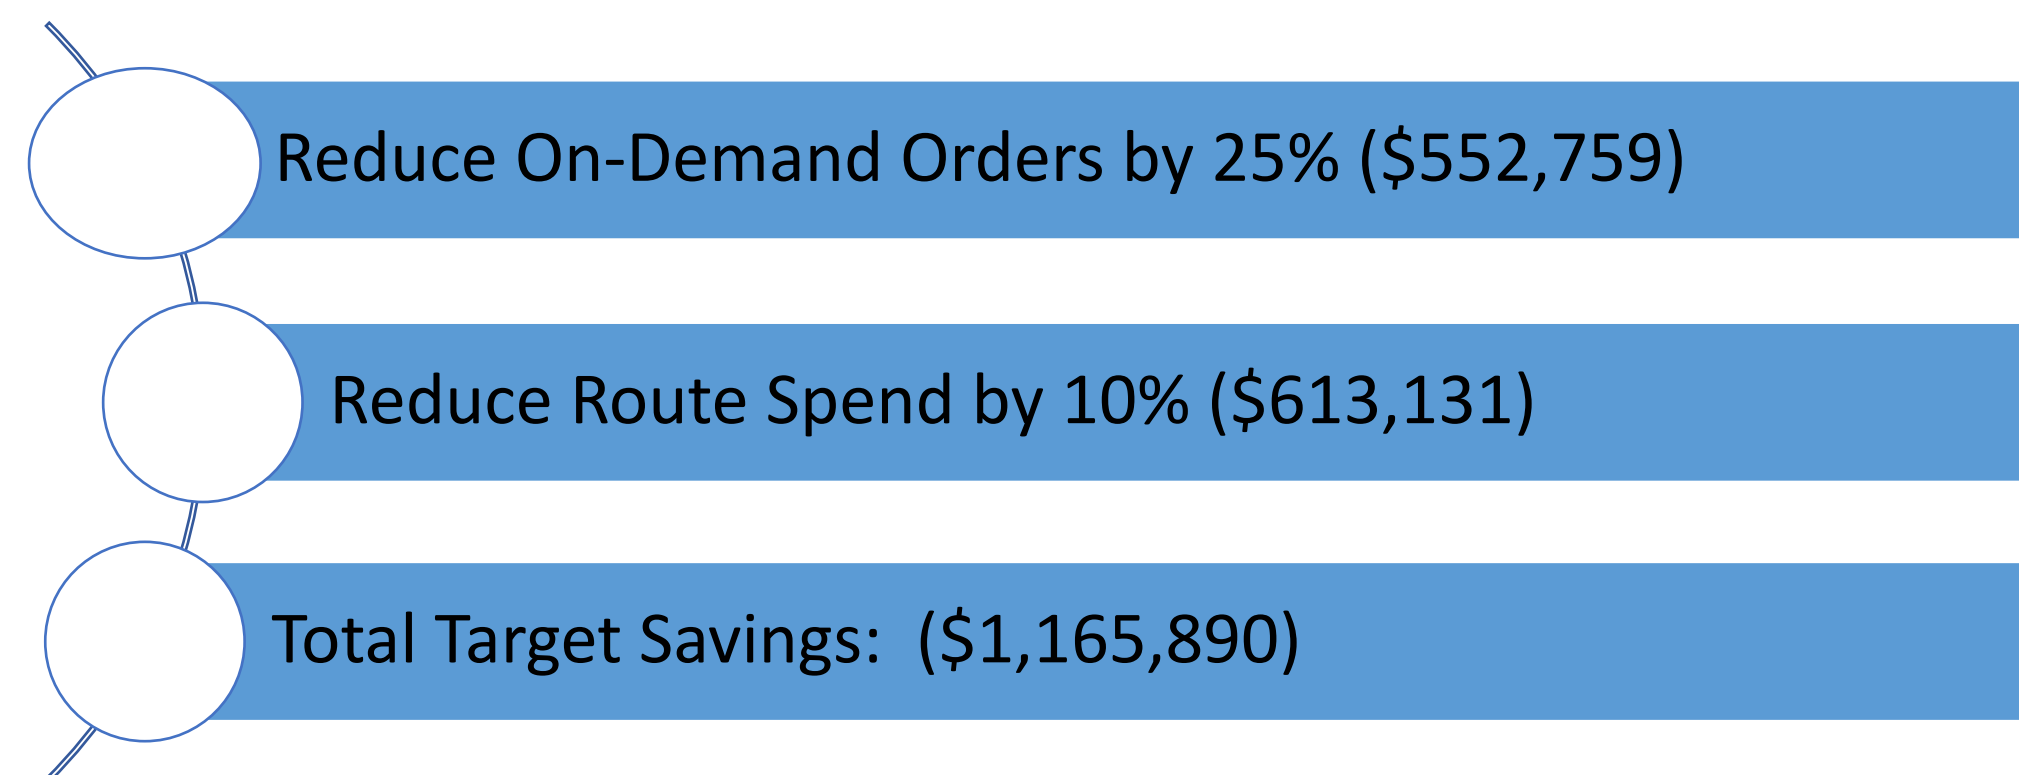 Reduce On-Demand Orders by 25% ($552,759)
Reduce Route Spend by 10% ($613,131)
Total Target Savings:  ($1,165,890)